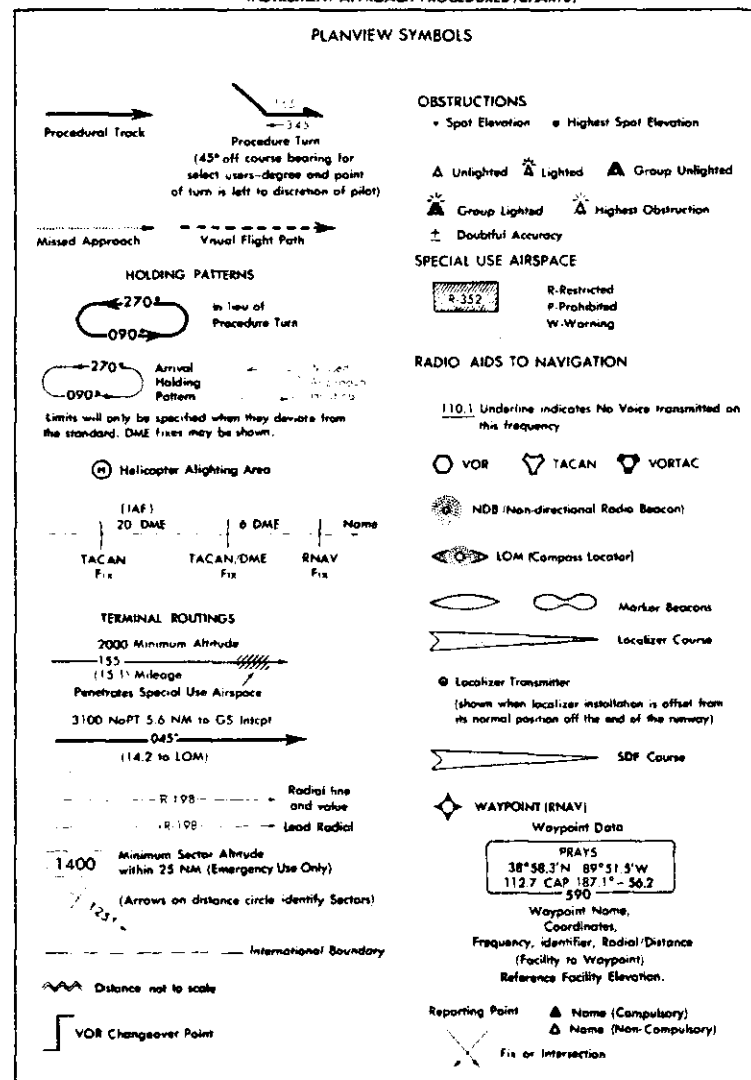 PLANVIEW SYMBOLS
Procedural Track
345
Procedure Turn
(45° off course bearing for
select users-degree and point
of turn is left to discretion of pilot)
Missed Approach
Visual Flight Path
HOLDING PATTERNS
270°
090°
in lieu of
Procedure Turn
270°
090°
Arrival
Holding
Pattern
Limits will only be specified when they deviate from
the standard. DME fixes may be shown.
H Helicopter Alighting Area
(IAF)
20 DME
6 DME
Name
TACAN
Fix
TACAN/DME
Fix
RNAV
Fix
TERMINAL ROUTINGS
2000 Minimum Altitude
155
(15.1) Mileage
Penetrates Special Use Airspace
3100 NoPT 5.6 NM to GS Intcpt
045°
(14.2 to LOM)
R-198
Radial line
and value
R-198
Lead Radial
1400
Minimum Sector Altitude
within 25 NM (Emergency Use Only)
(Arrows on distance circle identify Sectors)
International Boundary
Distance not to scale
VOR Changeover Point
OBSTRUCTIONS
Spot Elevation
Highest Spot Elevation
Unlighted
Lighted
Group Unlighted
Group Lighted
Highest Obstruction
± Doubtful Accuracy
SPECIAL USE AIRSPACE
R-352
R-Restricted
P-Prohibited
W-Warning
RADIO AIDS TO NAVIGATION
110.1 Underline indicates No Voice transmitted on
this frequency
VOR
TACAN
VORTAC
NDB (Non-directional Radio Beacon)
LOM (Compass Locator)
Marker Beacons
Localizer Course
Localizer Transmitter
(shown when localizer installation is offset from
its normal position off the end of the runway)
SDF Course
WAYPOINT (RNAV)
Waypoint Data
PRAYS
38°58.3'N 89°51.5'W
112.7 CAP 187.1°-56.2
590
Waypoint Name,
Coordinates,
Frequency, identifier, Radial/Distance
(Facility to Waypoint)
Reference Facility Elevation.
Reporting Point
Name (Compulsory)
Name (Non-Compulsory)
Fix or Intersection